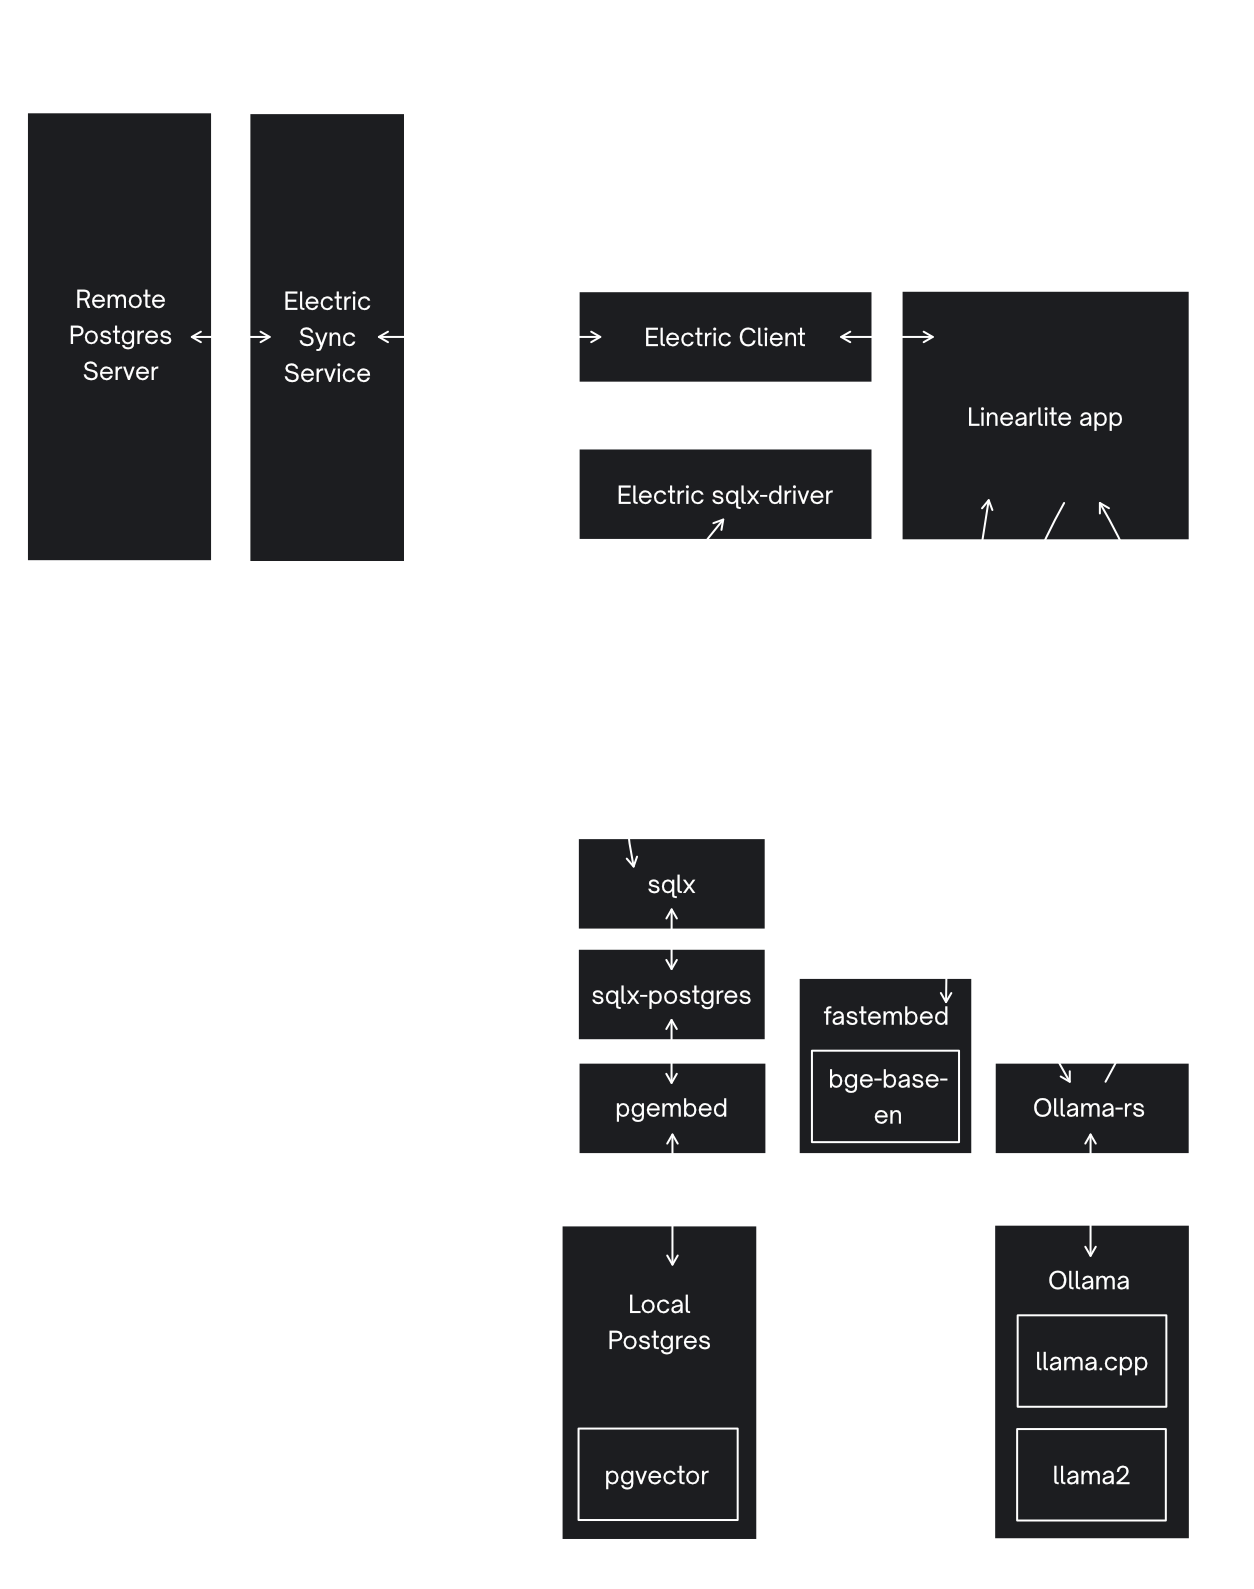 Remote
Postgres
Server
Electric
Sync
Service
Electric Client
Linearlite app
Electric sqlx-driver
sqlx
sqlx-postgres
pgembed
fastembed
bge-base-
en
Ollama-rs
Local
Postgres
pgvector
Ollama
llama.cpp
llama2